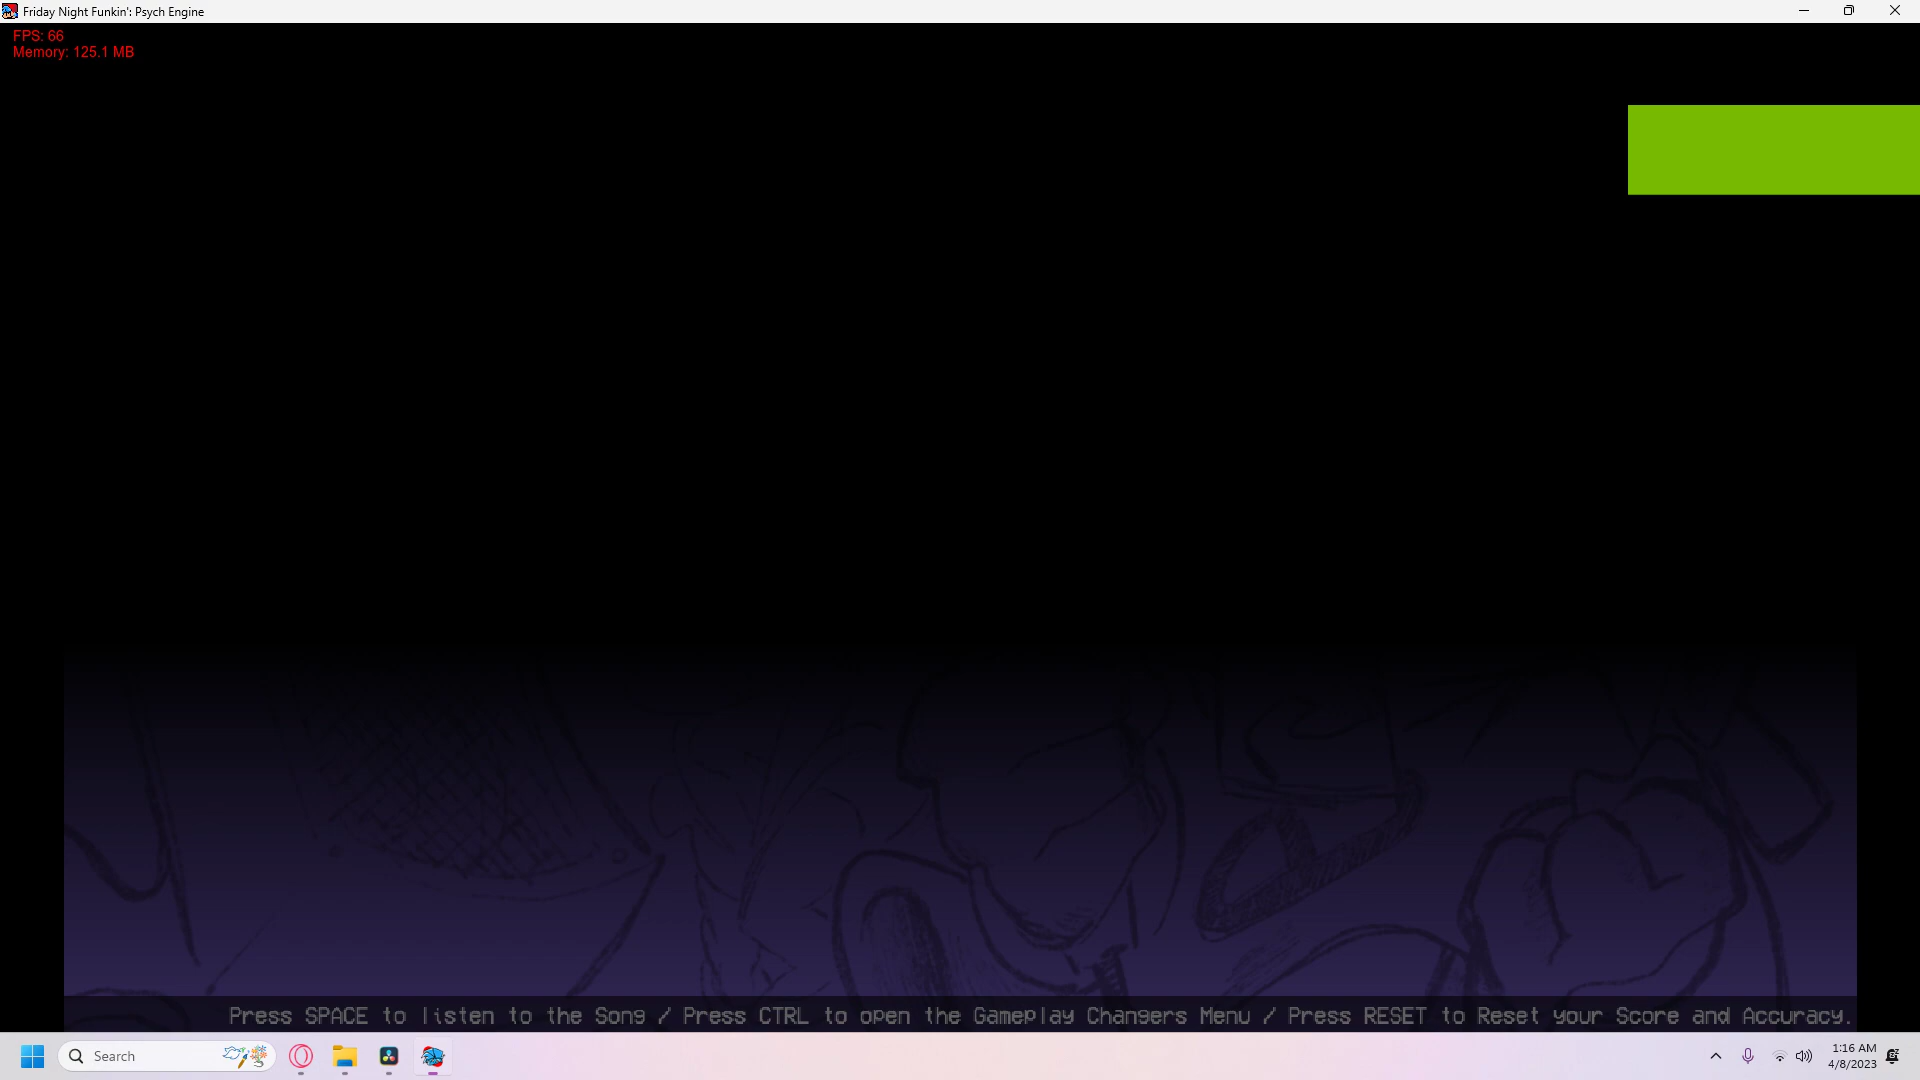 Friday Night Funkin': Psych Engine
FPS: 66
Memory: 125.1 MB
Press SPACE to listen to the Song / Press CTRL to open the Gameplay Changers Menu / Press RESET to Reset your Score and Accuracy.
Search
1:16 AM
4/8/2023